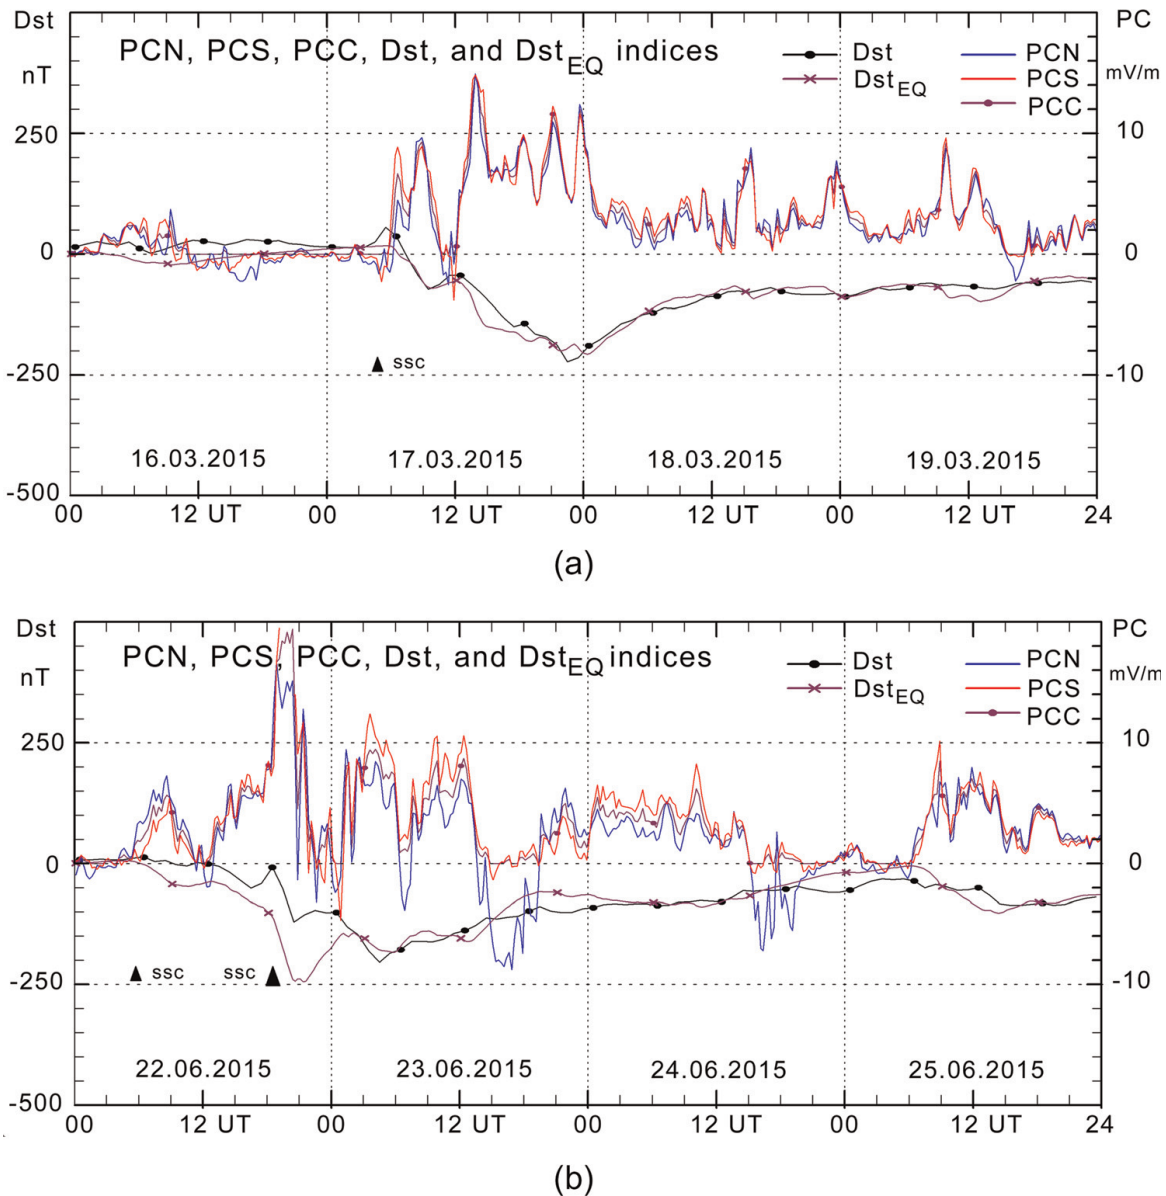 Dst
nT
PCN, PCS, PCC, Dst, and DstEQ indices
Dst
DstEQ
PCN
PCS
PCC
PC
mV/m
250
0
-250
-500
10
0
-10
ssc
16.03.2015 17.03.2015 18.03.2015 19.03.2015
00 12 UT 00 12 UT 00 12 UT 00 12 UT 24
(a)
Dst
nT
PCN, PCS, PCC, Dst, and DstEQ indices
Dst
DstEQ
PCN
PCS
PCC
PC
mV/m
250
0
-250
-500
10
0
-10
ssc ssc
22.06.2015 23.06.2015 24.06.2015 25.06.2015
00 12 UT 00 12 UT 00 12 UT 00 12 UT 24
(b)